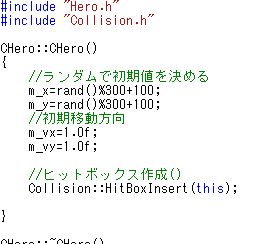 #include "Hero.h"
#include "Collision.h"
CHero::CHero()
{
//ランダムで初期値を決める
m_x=rand()%300+100;
m_y=rand()%300+100;
//初期移動方向
m_vx=1.0f;
m_vy=1.0f;
//ヒットボックス作成()
Collision::HitBoxInsert(this);
}
CHero::~CHero()